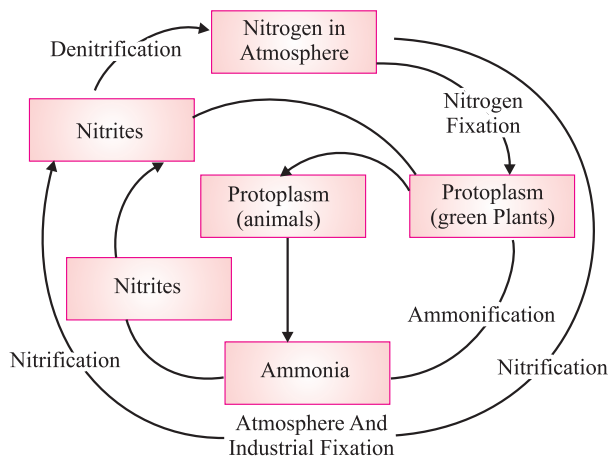 Nitrogen in
Atmosphere
Denitrification
Nitrogen
Fixation
Nitrites
Protoplasm
(animals)
Protoplasm
(green Plants)
Nitrites
Ammonification
Nitrification
Ammonia
Nitrification
Atmosphere And
Industrial Fixation